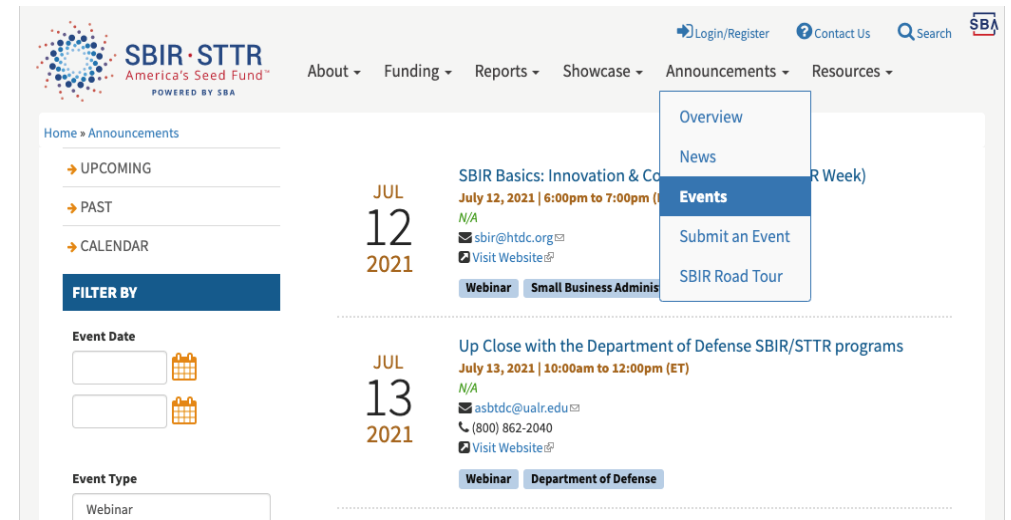 Login/Register
Contact Us
Search
SBA
SBIR·STTR
America's Seed Fund™
POWERED BY SBA
About
Funding
Reports
Showcase
Announcements
Resources
Overview
News
Events
Submit an Event
SBIR Road Tour
Home » Announcements
UPCOMING
PAST
CALENDAR
FILTER BY
Event Date
Event Type
Webinar
JUL
12
2021
SBIR Basics: Innovation & Co R Week)
July 12, 2021 | 6:00pm to 7:00pm (
N/A
sbir@htdc.org
Visit Website
Webinar
Small Business Adminis
JUL
13
2021
Up Close with the Department of Defense SBIR/STTR programs
July 13, 2021 | 10:00am to 12:00pm (ET)
N/A
asbtdc@ualr.edu
(800) 862-2040
Visit Website
Webinar
Department of Defense